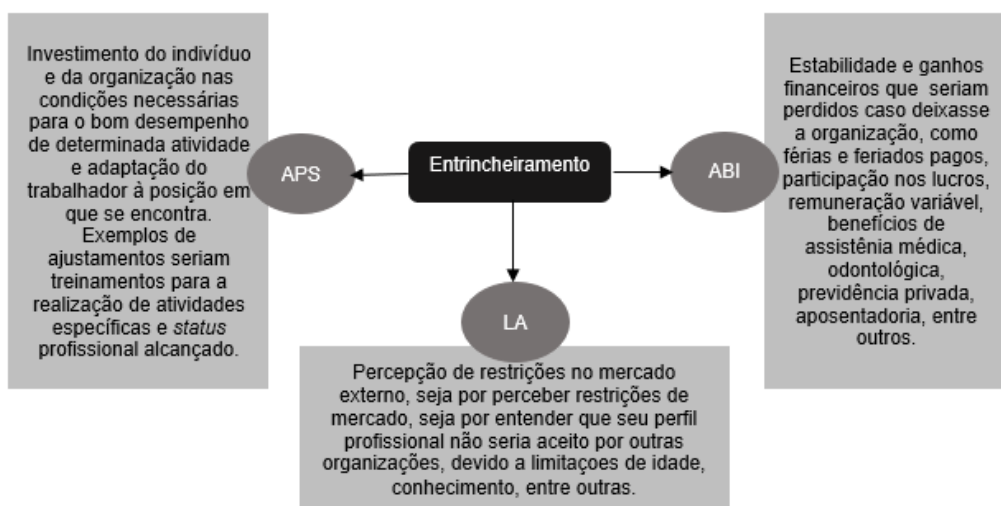 Investimento do indivíduo
e da organização nas
condições necessárias
para o bom desempenho
de determinada atividade
e adaptação do
trabalhador à posição em
que se encontra.
Exemplos de
ajustamentos seriam
treinamentos para a
realização de atividades
específicas e status
profissional alcançado.
APS
Entrincheiramento
ABI
Estabilidade e ganhos
financeiros que seriam
perdidos caso deixasse
a organização, como
férias e feriados pagos,
participação nos lucros,
remuneração variável,
benefícios de
assistênia médica,
odontológica,
previdência privada,
aposentadoria, entre
outros.
LA
Percepção de restrições no mercado
externo, seja por perceber restrições de
mercado, seja por entender que seu perfil
profissional não seria aceito por outras
organizações, devido a limitaçoes de idade,
conhecimento, entre outras.